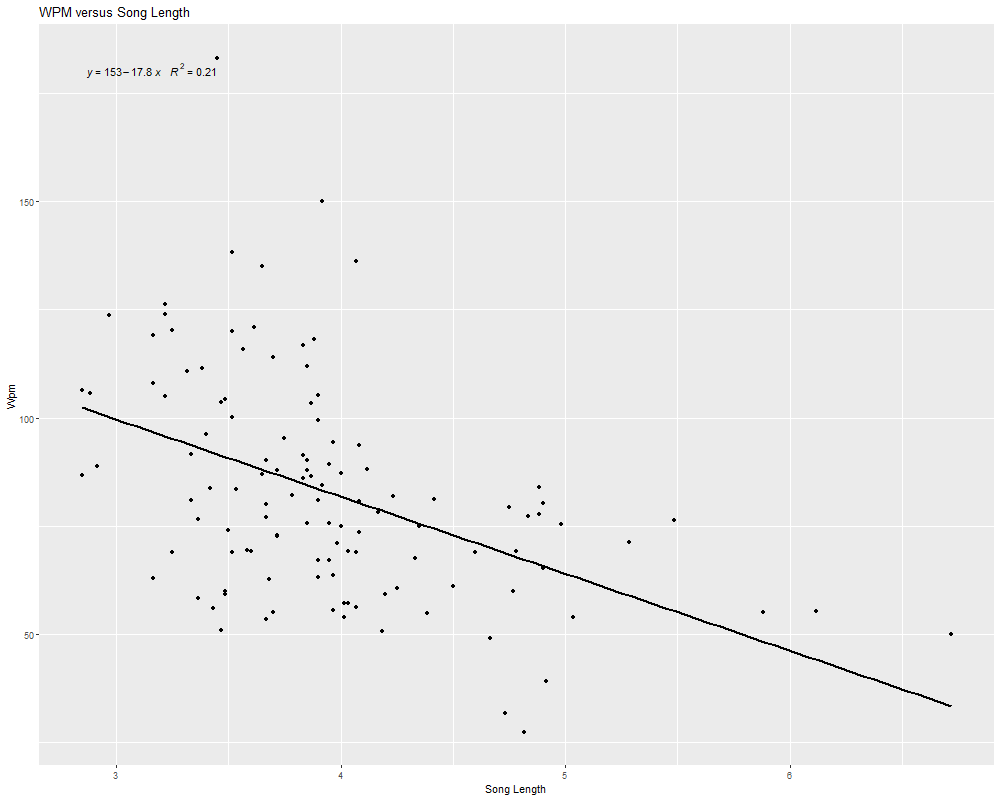 WPM versus Song Length
y = 153 − 17.8 x R² = 0.21
150
100
50
Wpm
3 4 5 6
Song Length